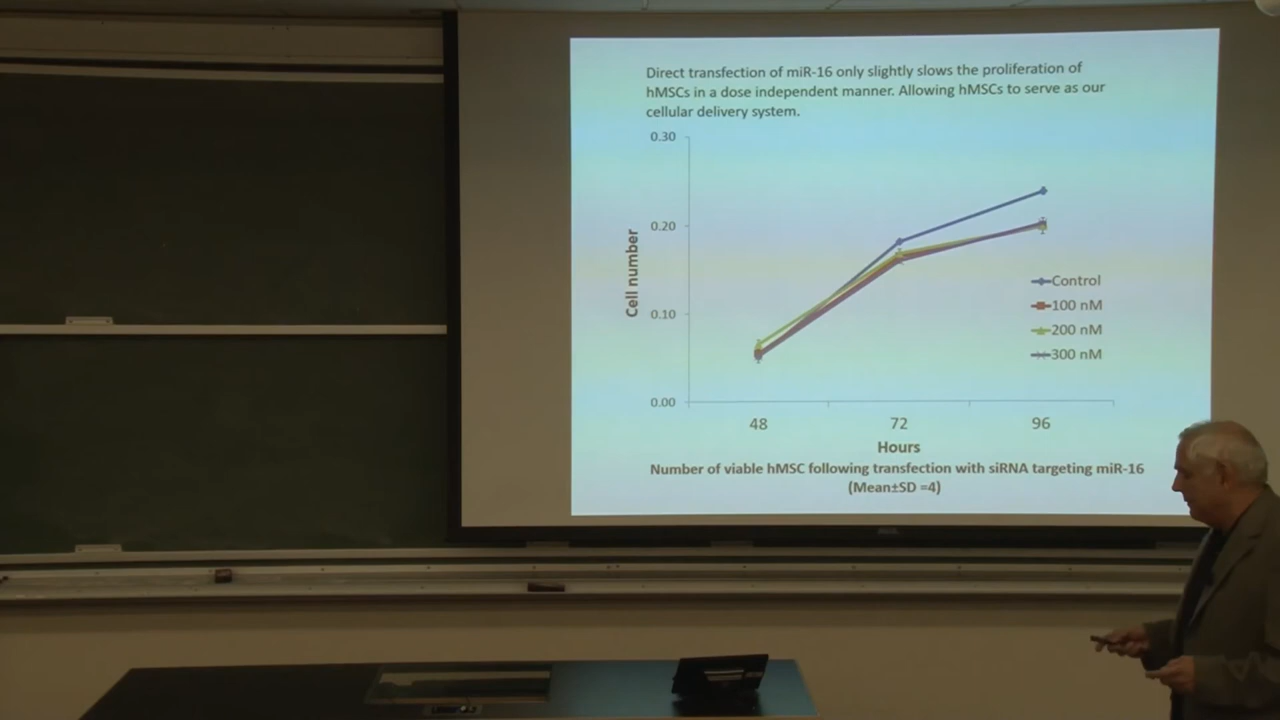 Direct transfection of miR-16 only slightly slows the proliferation of
hMSCs in a dose independent manner. Allowing hMSCs to serve as our
cellular delivery system.
0.30
0.20
0.10
0.00
Cell number
Control
100 nM
200 nM
300 nM
48 72 96
Hours
Number of viable hMSC following transfection with siRNA targeting miR-16
(Mean±SD =4)